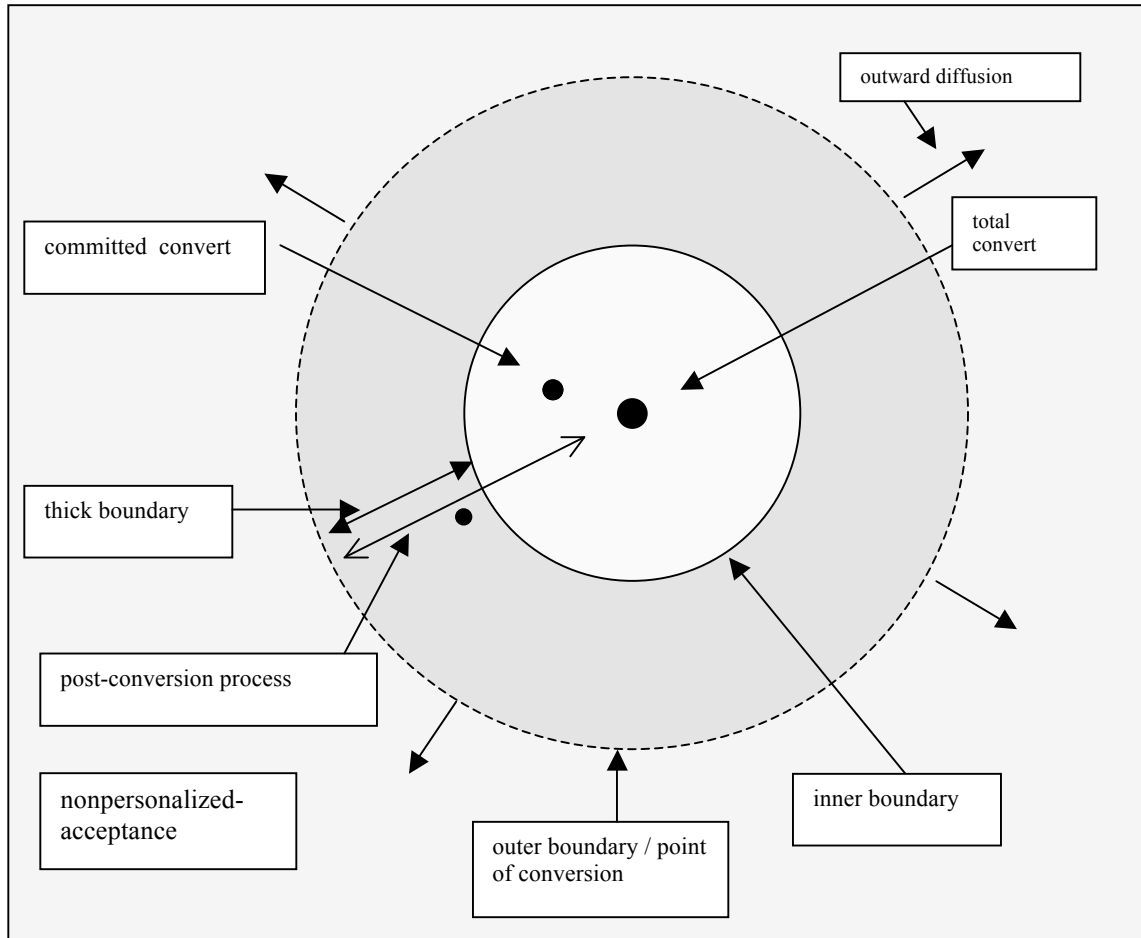 outward diffusion
committed convert
total
convert
thick boundary
post-conversion process
nonpersonalized-
acceptance
inner boundary
outer boundary / point
of conversion